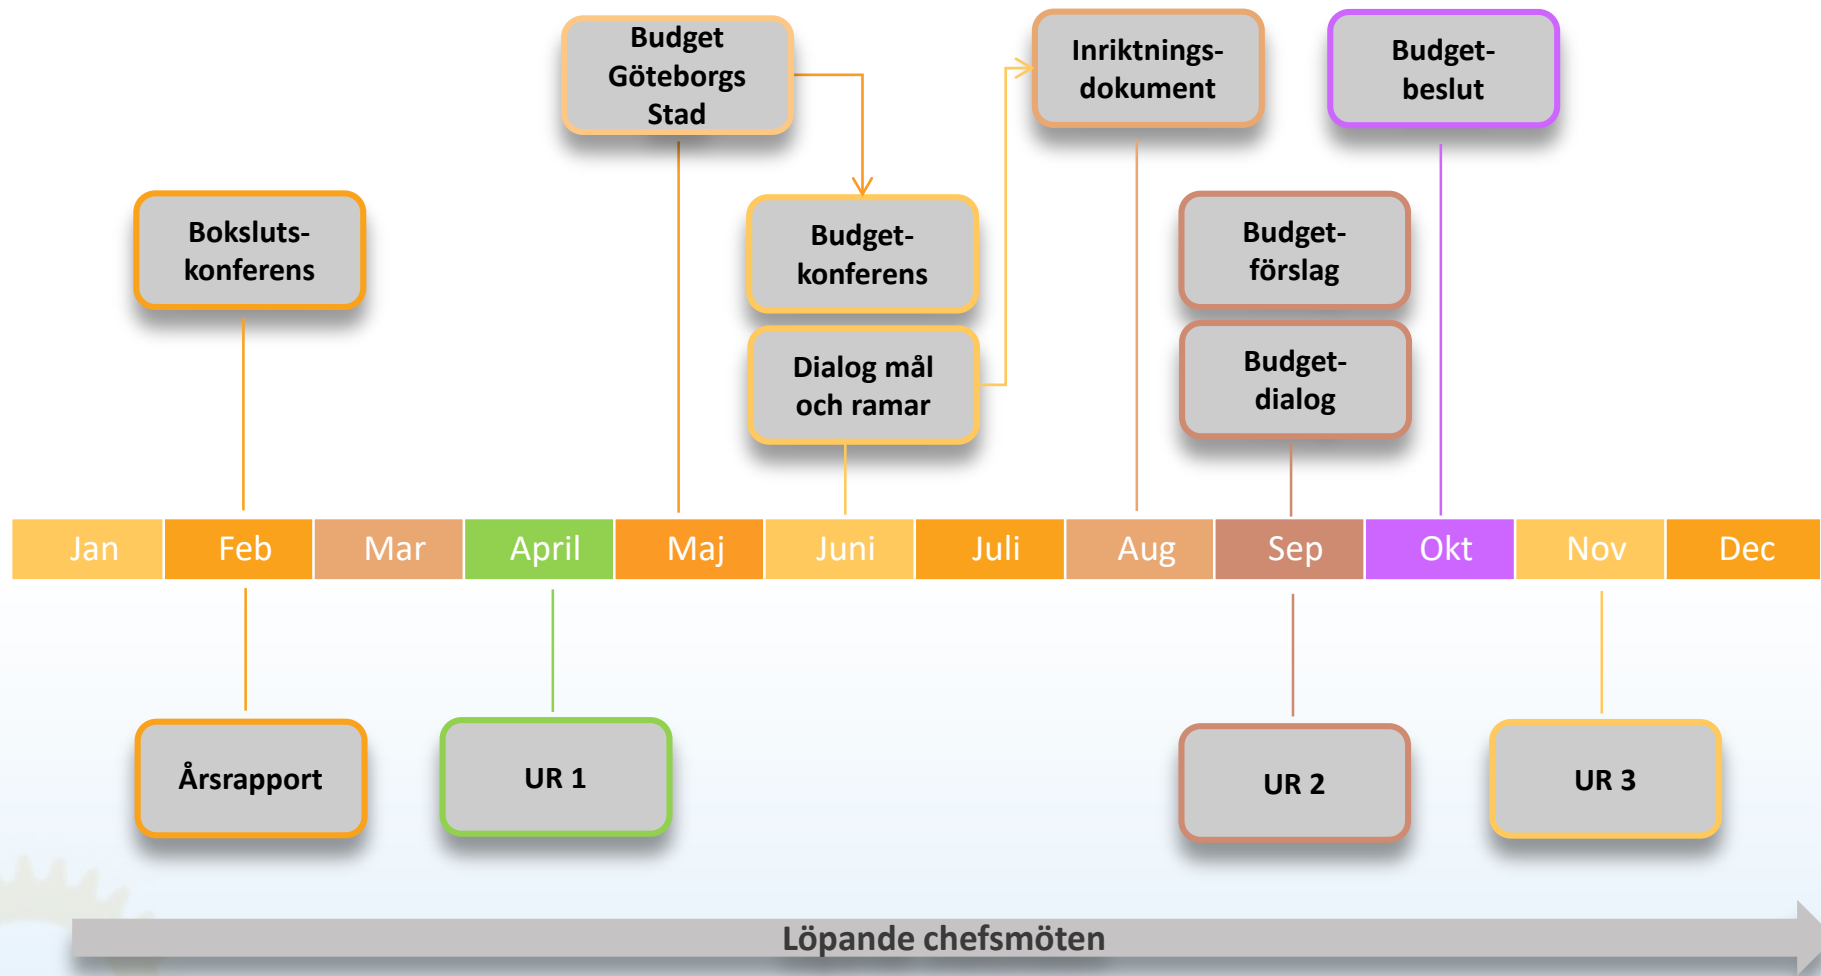 Budget
Göteborgs
Stad
Inriktnings-
dokument
Budget-
beslut
Boksluts-
konferens
Budget-
konferens
Budget-
förslag
Dialog mål
och ramar
Budget-
dialog
Jan Feb Mar April Maj Juni Juli Aug Sep Okt Nov Dec
Årsrapport
UR 1
UR 2
UR 3
Löpande chefsmöten